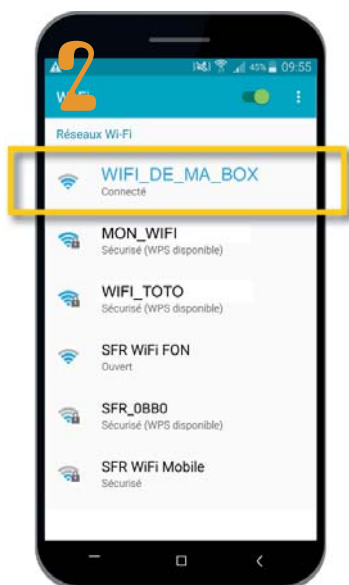 2
45% 09:55
Wi-Fi
Réseaux Wi-Fi
WIFI_DE_MA_BOX
Connecté
MON_WIFI
Sécurisé (WPS disponible)
WIFI_TOTO
Sécurisé (WPS disponible)
SFR WiFi FON
Ouvert
SFR_0BB0
Sécurisé (WPS disponible)
SFR WiFi Mobile
Sécurisé